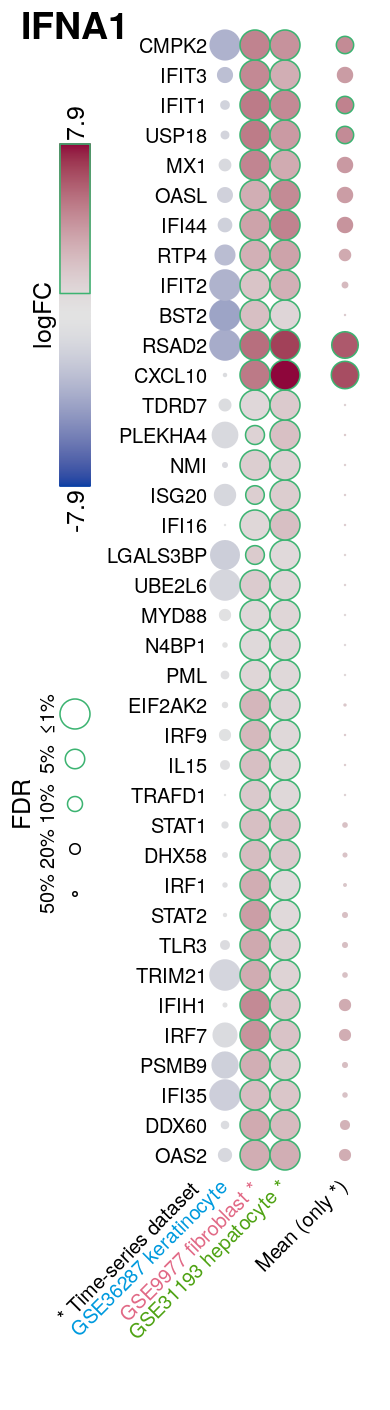 IFNA1
CMPK2
IFIT3
IFIT1
USP18
MX1
OASL
IFI44
RTP4
IFIT2
BST2
RSAD2
CXCL10
TDRD7
PLEKHA4
NMI
ISG20
IFI16
LGALS3BP
UBE2L6
MYD88
N4BP1
PML
EIF2AK2
IRF9
IL15
TRAFD1
STAT1
DHX58
IRF1
STAT2
TLR3
TRIM21
IFIH1
IRF7
PSMB9
IFI35
DDX60
OAS2
7.9
logFC
-7.9
FDR
50% 20% 10% 5% ≤1%
* Time-series dataset
GSE36287 keratinocyte
GSE9977 fibroblast *
GSE31193 hepatocyte *
Mean (only *)